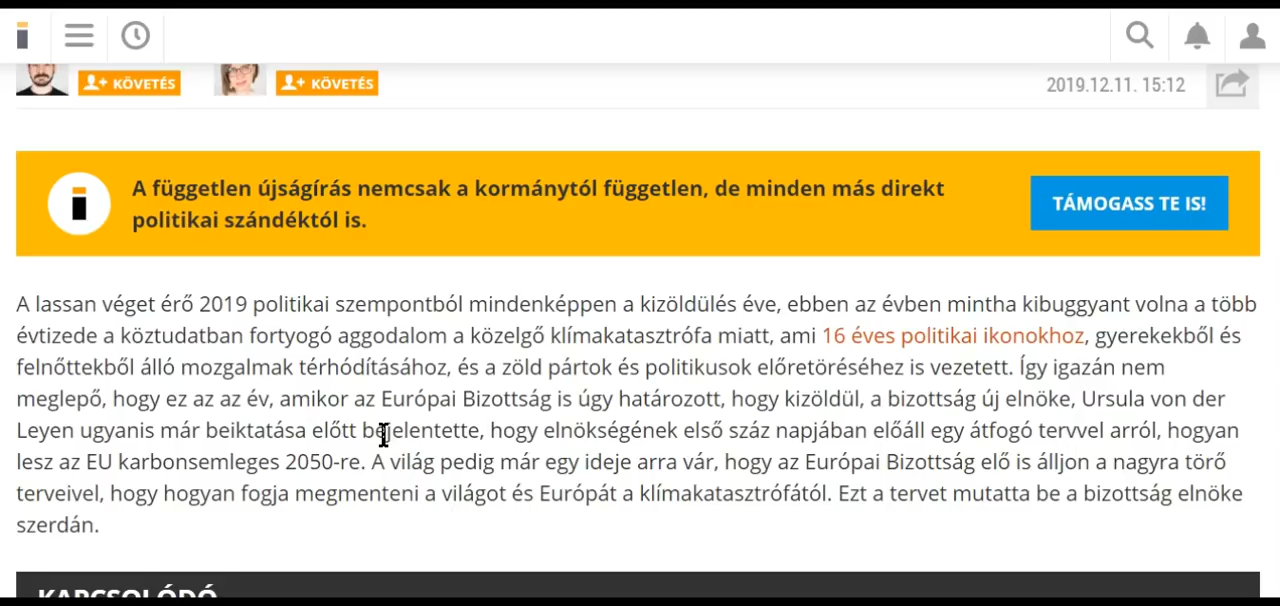 KÖVETÉS KÖVETÉS 2019.12.11. 15:12
A független újságírás nemcsak a kormánytól független, de minden más direkt
politikai szándéktól is.
TÁMOGASS TE IS!
A lassan véget érő 2019 politikai szempontból mindenképpen a kizöldülés éve, ebben az évben mintha kibuggyant volna a több
évtizede a köztudatban fortyogó aggodalom a közelgő klímakatasztrófa miatt, ami 16 éves politikai ikonokhoz, gyerekekből és
felnőttekből álló mozgalmak térhódításához, és a zöld pártok és politikusok előretöréséhez is vezetett. Így igazán nem
meglepő, hogy ez az az év, amikor az Európai Bizottság is úgy határozott, hogy kizöldül, a bizottság új elnöke, Ursula von der
Leyen ugyanis már beiktatása előtt bejelentette, hogy elnökségének első száz napjában előáll egy átfogó tervvel arról, hogyan
lesz az EU karbonsemleges 2050-re. A világ pedig már egy ideje arra vár, hogy az Európai Bizottság elő is álljon a nagyra törő
terveivel, hogy hogyan fogja megmenteni a világot és Európát a klímakatasztrófától. Ezt a tervet mutatta be a bizottság elnöke
szerdán.
KAPCSOLÓDÓ